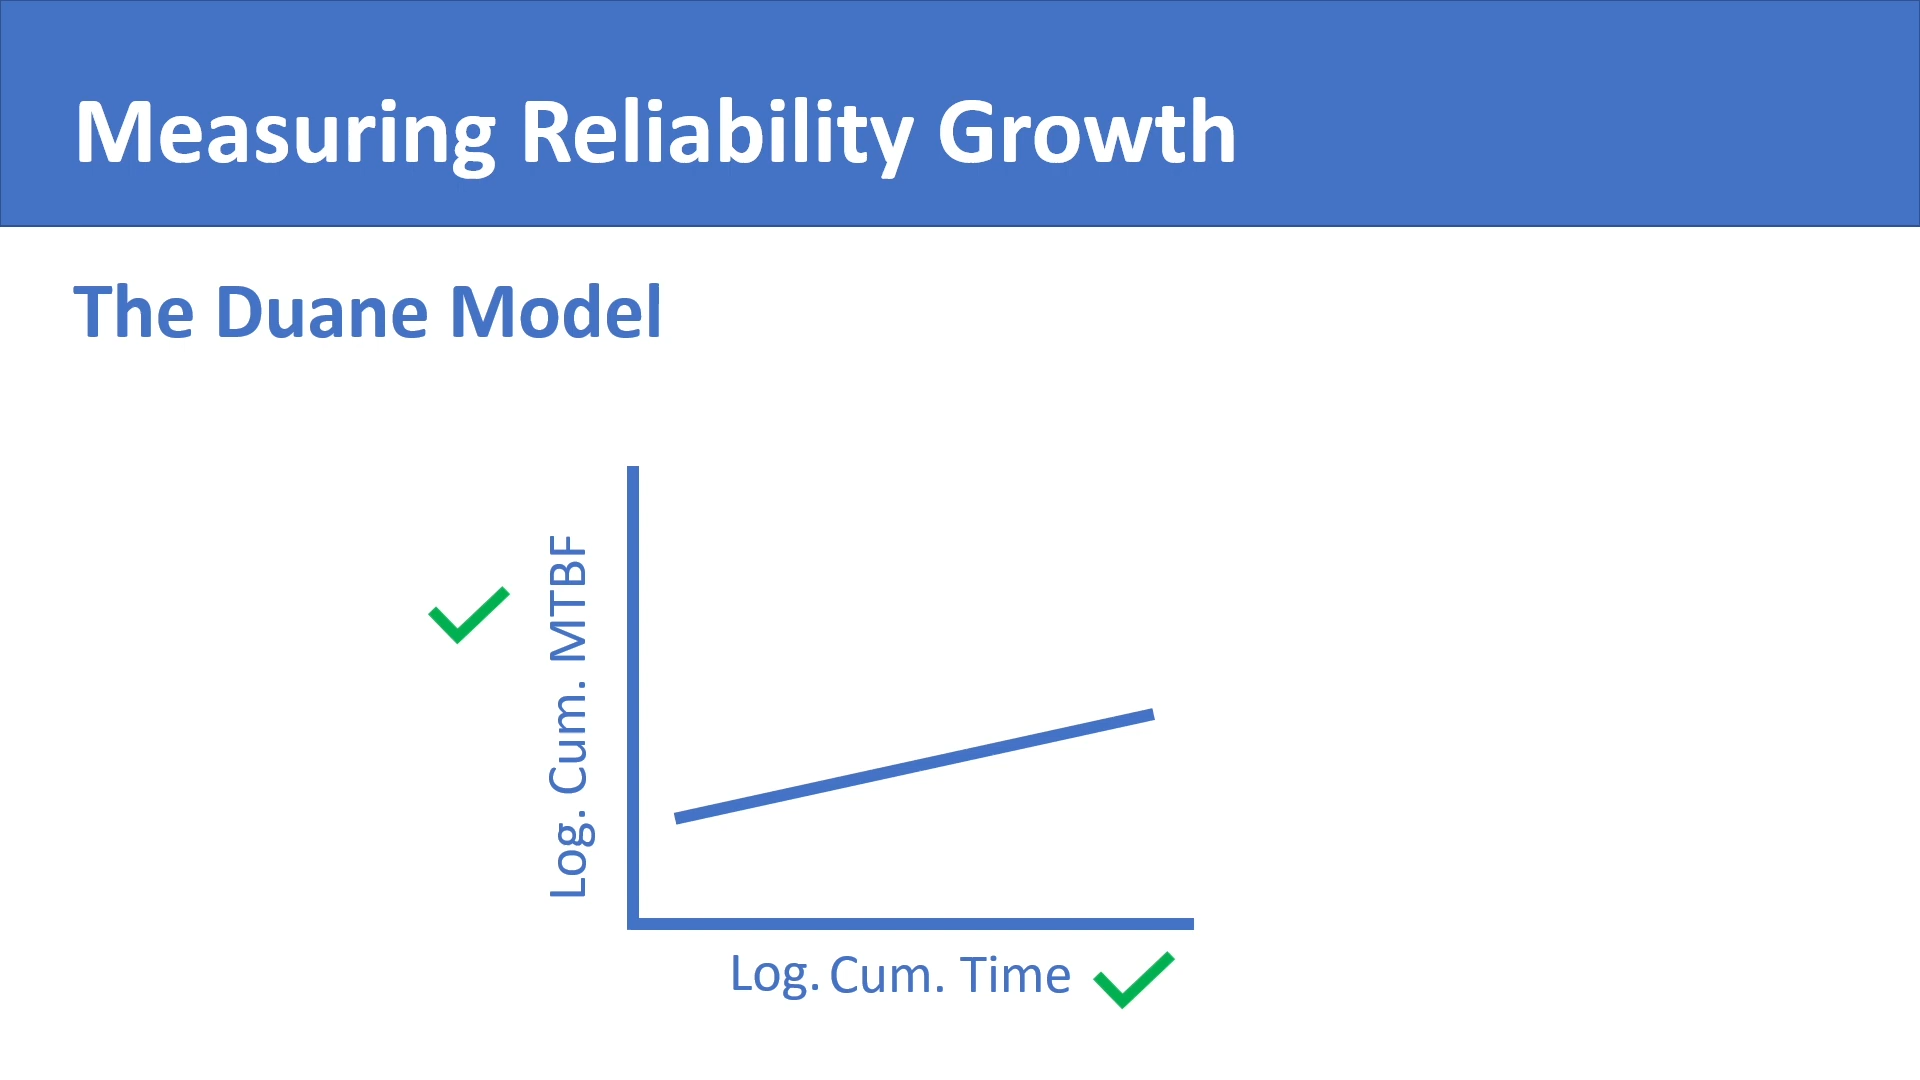 Measuring Reliability Growth
The Duane Model
Log. Cum. MTBF
Log. Cum. Time